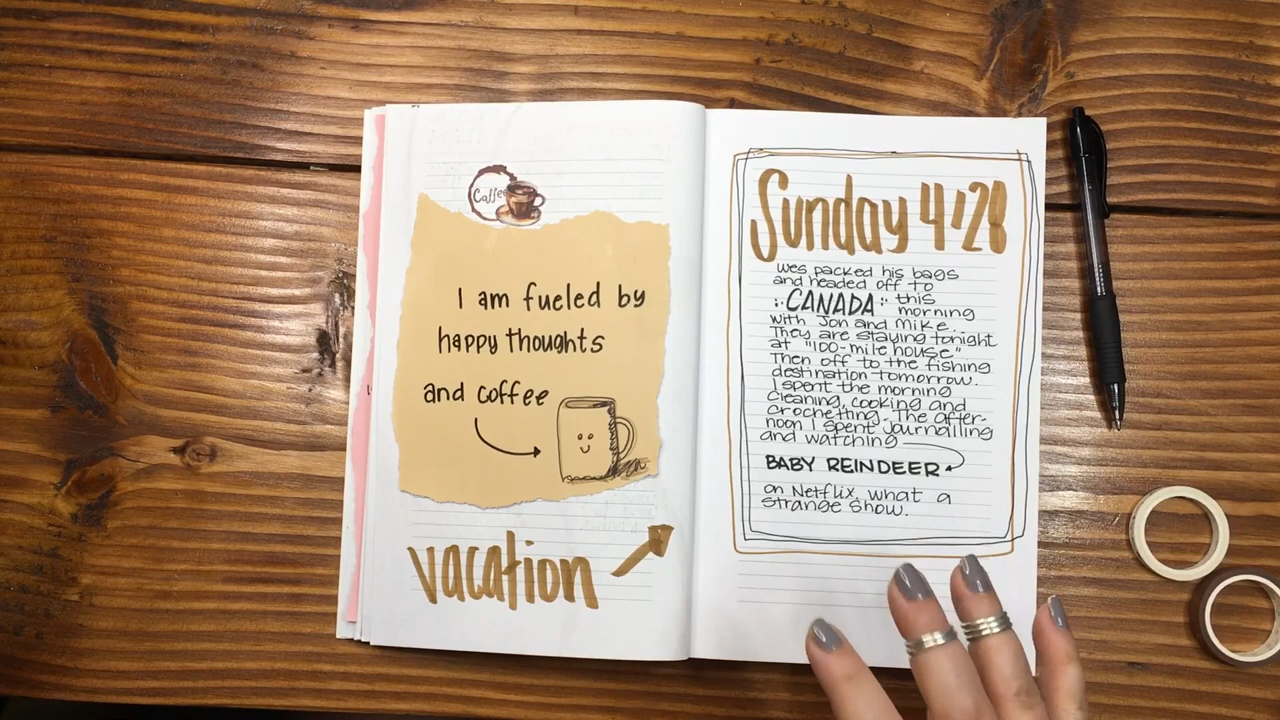 Coffee
I am fueled by
happy thoughts
and coffee
vacation
Sunday 4/28
wes packed his bags
and headed off to
CANADA this
morning
with Jon and Mike...
They are staying tonight
at "100-mile house"
Then off to the fishing
destination tomorrow.
I spent the morning
cleaning, cooking and
crocheting. The after-
noon I spent journalling
and watching
BABY REINDEER
on Netflix, what a
strange show.